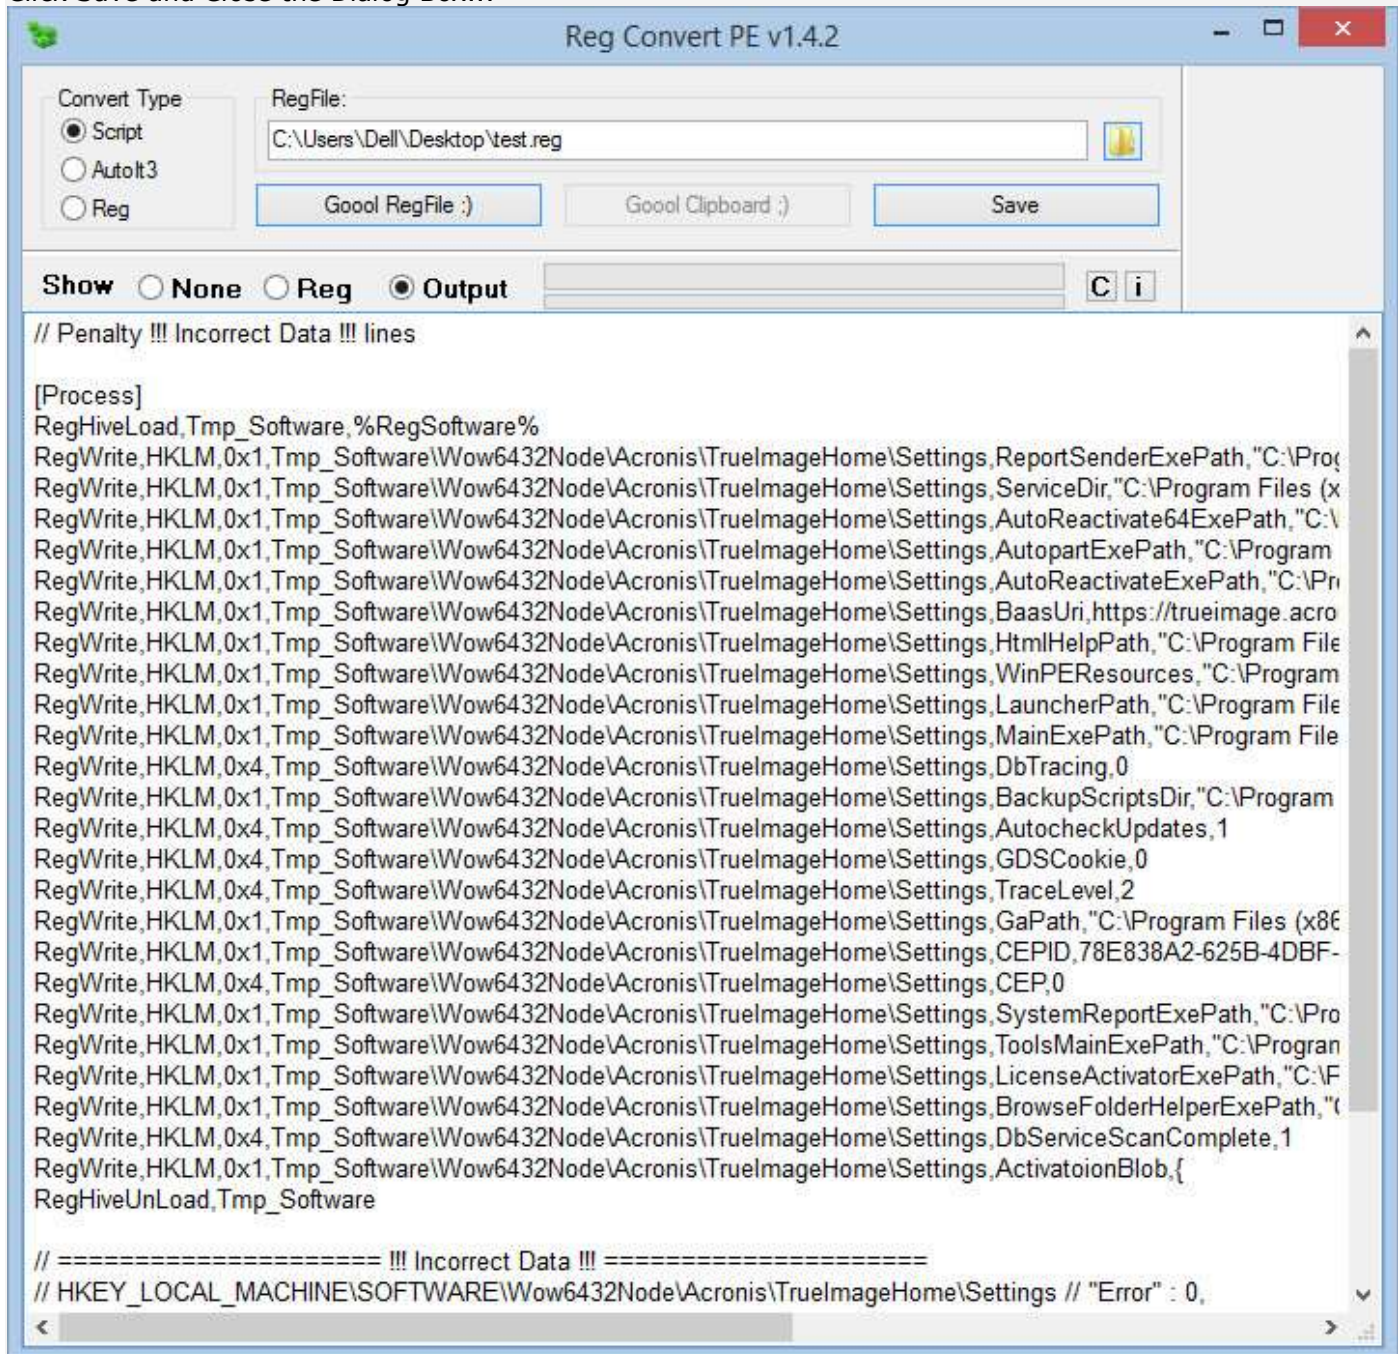 Click Save and Close the Dialog Box...
Reg Convert PE v1.4.2
Convert Type
Script
AutoIt3
Reg
RegFile:
C:\Users\Dell\Desktop\test.reg
Goool RegFile :)
Goool Clipboard ;)
Save
Show None Reg Output
C i
// Penalty !!! Incorrect Data !!! lines
[Process]
RegHiveLoad,Tmp_Software,%RegSoftware%
RegWrite,HKLM,0x1,Tmp_Software\Wow6432Node\Acronis\TrueImageHome\Settings,ReportSenderExePath,"C:\Prog
RegWrite,HKLM,0x1,Tmp_Software\Wow6432Node\Acronis\TrueImageHome\Settings,ServiceDir,"C:\Program Files (x
RegWrite,HKLM,0x1,Tmp_Software\Wow6432Node\Acronis\TrueImageHome\Settings,AutoReactivate64ExePath,"C:\
RegWrite,HKLM,0x1,Tmp_Software\Wow6432Node\Acronis\TrueImageHome\Settings,AutopartExePath,"C:\Program
RegWrite,HKLM,0x1,Tmp_Software\Wow6432Node\Acronis\TrueImageHome\Settings,AutoReactivateExePath,"C:\Pr
RegWrite,HKLM,0x1,Tmp_Software\Wow6432Node\Acronis\TrueImageHome\Settings,BaasUri,https://trueimage.acro
RegWrite,HKLM,0x1,Tmp_Software\Wow6432Node\Acronis\TrueImageHome\Settings,HtmlHelpPath,"C:\Program File
RegWrite,HKLM,0x1,Tmp_Software\Wow6432Node\Acronis\TrueImageHome\Settings,WinPEResources,"C:\Program
RegWrite,HKLM,0x1,Tmp_Software\Wow6432Node\Acronis\TrueImageHome\Settings,LauncherPath,"C:\Program File
RegWrite,HKLM,0x1,Tmp_Software\Wow6432Node\Acronis\TrueImageHome\Settings,MainExePath,"C:\Program File
RegWrite,HKLM,0x4,Tmp_Software\Wow6432Node\Acronis\TrueImageHome\Settings,DbTracing,0
RegWrite,HKLM,0x1,Tmp_Software\Wow6432Node\Acronis\TrueImageHome\Settings,BackupScriptsDir,"C:\Program
RegWrite,HKLM,0x4,Tmp_Software\Wow6432Node\Acronis\TrueImageHome\Settings,AutocheckUpdates,1
RegWrite,HKLM,0x4,Tmp_Software\Wow6432Node\Acronis\TrueImageHome\Settings,GDSCookie,0
RegWrite,HKLM,0x4,Tmp_Software\Wow6432Node\Acronis\TrueImageHome\Settings,TraceLevel,2
RegWrite,HKLM,0x1,Tmp_Software\Wow6432Node\Acronis\TrueImageHome\Settings,GaPath,"C:\Program Files (x86
RegWrite,HKLM,0x1,Tmp_Software\Wow6432Node\Acronis\TrueImageHome\Settings,CEPID,78E838A2-625B-4DBF-
RegWrite,HKLM,0x4,Tmp_Software\Wow6432Node\Acronis\TrueImageHome\Settings,CEP,0
RegWrite,HKLM,0x1,Tmp_Software\Wow6432Node\Acronis\TrueImageHome\Settings,SystemReportExePath,"C:\Pro
RegWrite,HKLM,0x1,Tmp_Software\Wow6432Node\Acronis\TrueImageHome\Settings,ToolsMainExePath,"C:\Program
RegWrite,HKLM,0x1,Tmp_Software\Wow6432Node\Acronis\TrueImageHome\Settings,LicenseActivatorExePath,"C:\P
RegWrite,HKLM,0x1,Tmp_Software\Wow6432Node\Acronis\TrueImageHome\Settings,BrowseFolderHelperExePath,"C
RegWrite,HKLM,0x4,Tmp_Software\Wow6432Node\Acronis\TrueImageHome\Settings,DbServiceScanComplete,1
RegWrite,HKLM,0x1,Tmp_Software\Wow6432Node\Acronis\TrueImageHome\Settings,ActivatoionBlob,{
RegHiveUnLoad,Tmp_Software
// ===================== !!! Incorrect Data !!! =====================
// HKEY_LOCAL_MACHINE\SOFTWARE\Wow6432Node\Acronis\TrueImageHome\Settings // "Error" : 0,